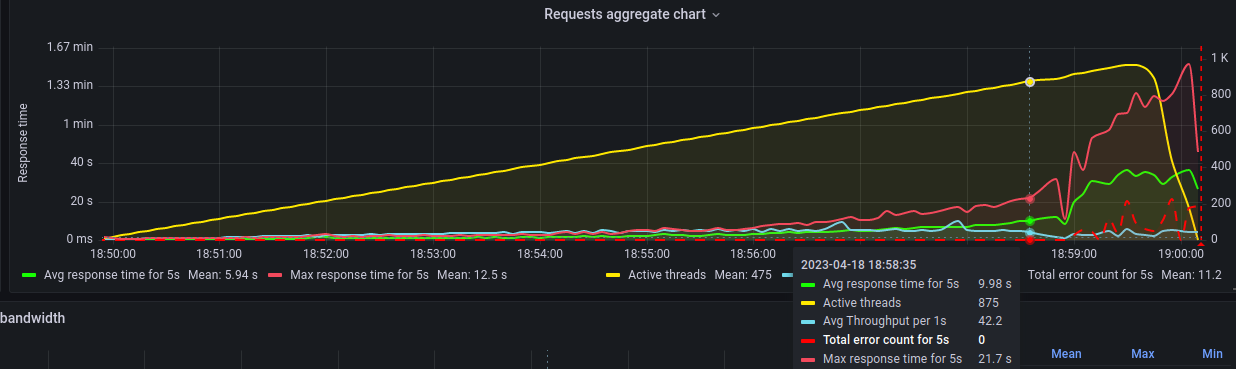 Requests aggregate chart
1.67 min
1.33 min
1 min
40 s
20 s
0 ms
Response time
1 K
800
600
400
200
0
18:50:00 18:51:00 18:52:00 18:53:00 18:54:00 18:55:00 18:56:00 18:59:00 19:00:00
Avg response time for 5s Mean: 5.94 s Max response time for 5s Mean: 12.5 s Active threads Mean: 475 Total error count for 5s Mean: 11.2
2023-04-18 18:58:35
Avg response time for 5s 9.98 s
Active threads 875
Avg Throughput per 1s 42.2
Total error count for 5s 0
Max response time for 5s 21.7 s
bandwidth
Mean Max Min